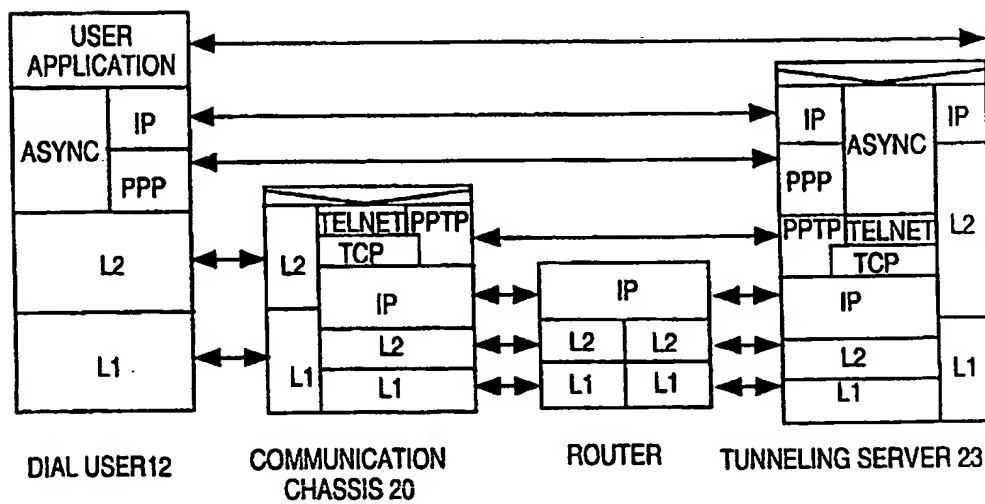 USER
APPLICATION
ASYNC
IP
PPP
L2
L1
DIAL USER12
TELNET
PPTP
TCP
L2
IP
L2
L1
L1
COMMUNICATION
CHASSIS 20
IP
L2
L2
L1
L1
ROUTER
IP
ASYNC
IP
PPP
PPTP
TELNET
L2
TCP
IP
L2
L1
L1
TUNNELING SERVER 23